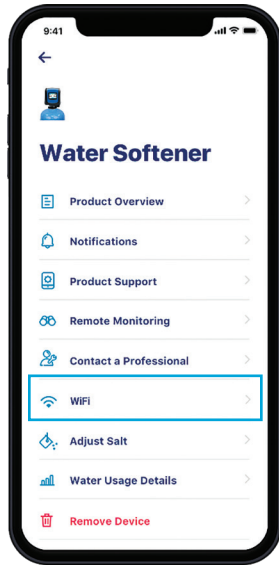 9:41
Water Softener
Product Overview
Notifications
Product Support
Remote Monitoring
Contact a Professional
WiFi
Adjust Salt
Water Usage Details
Remove Device